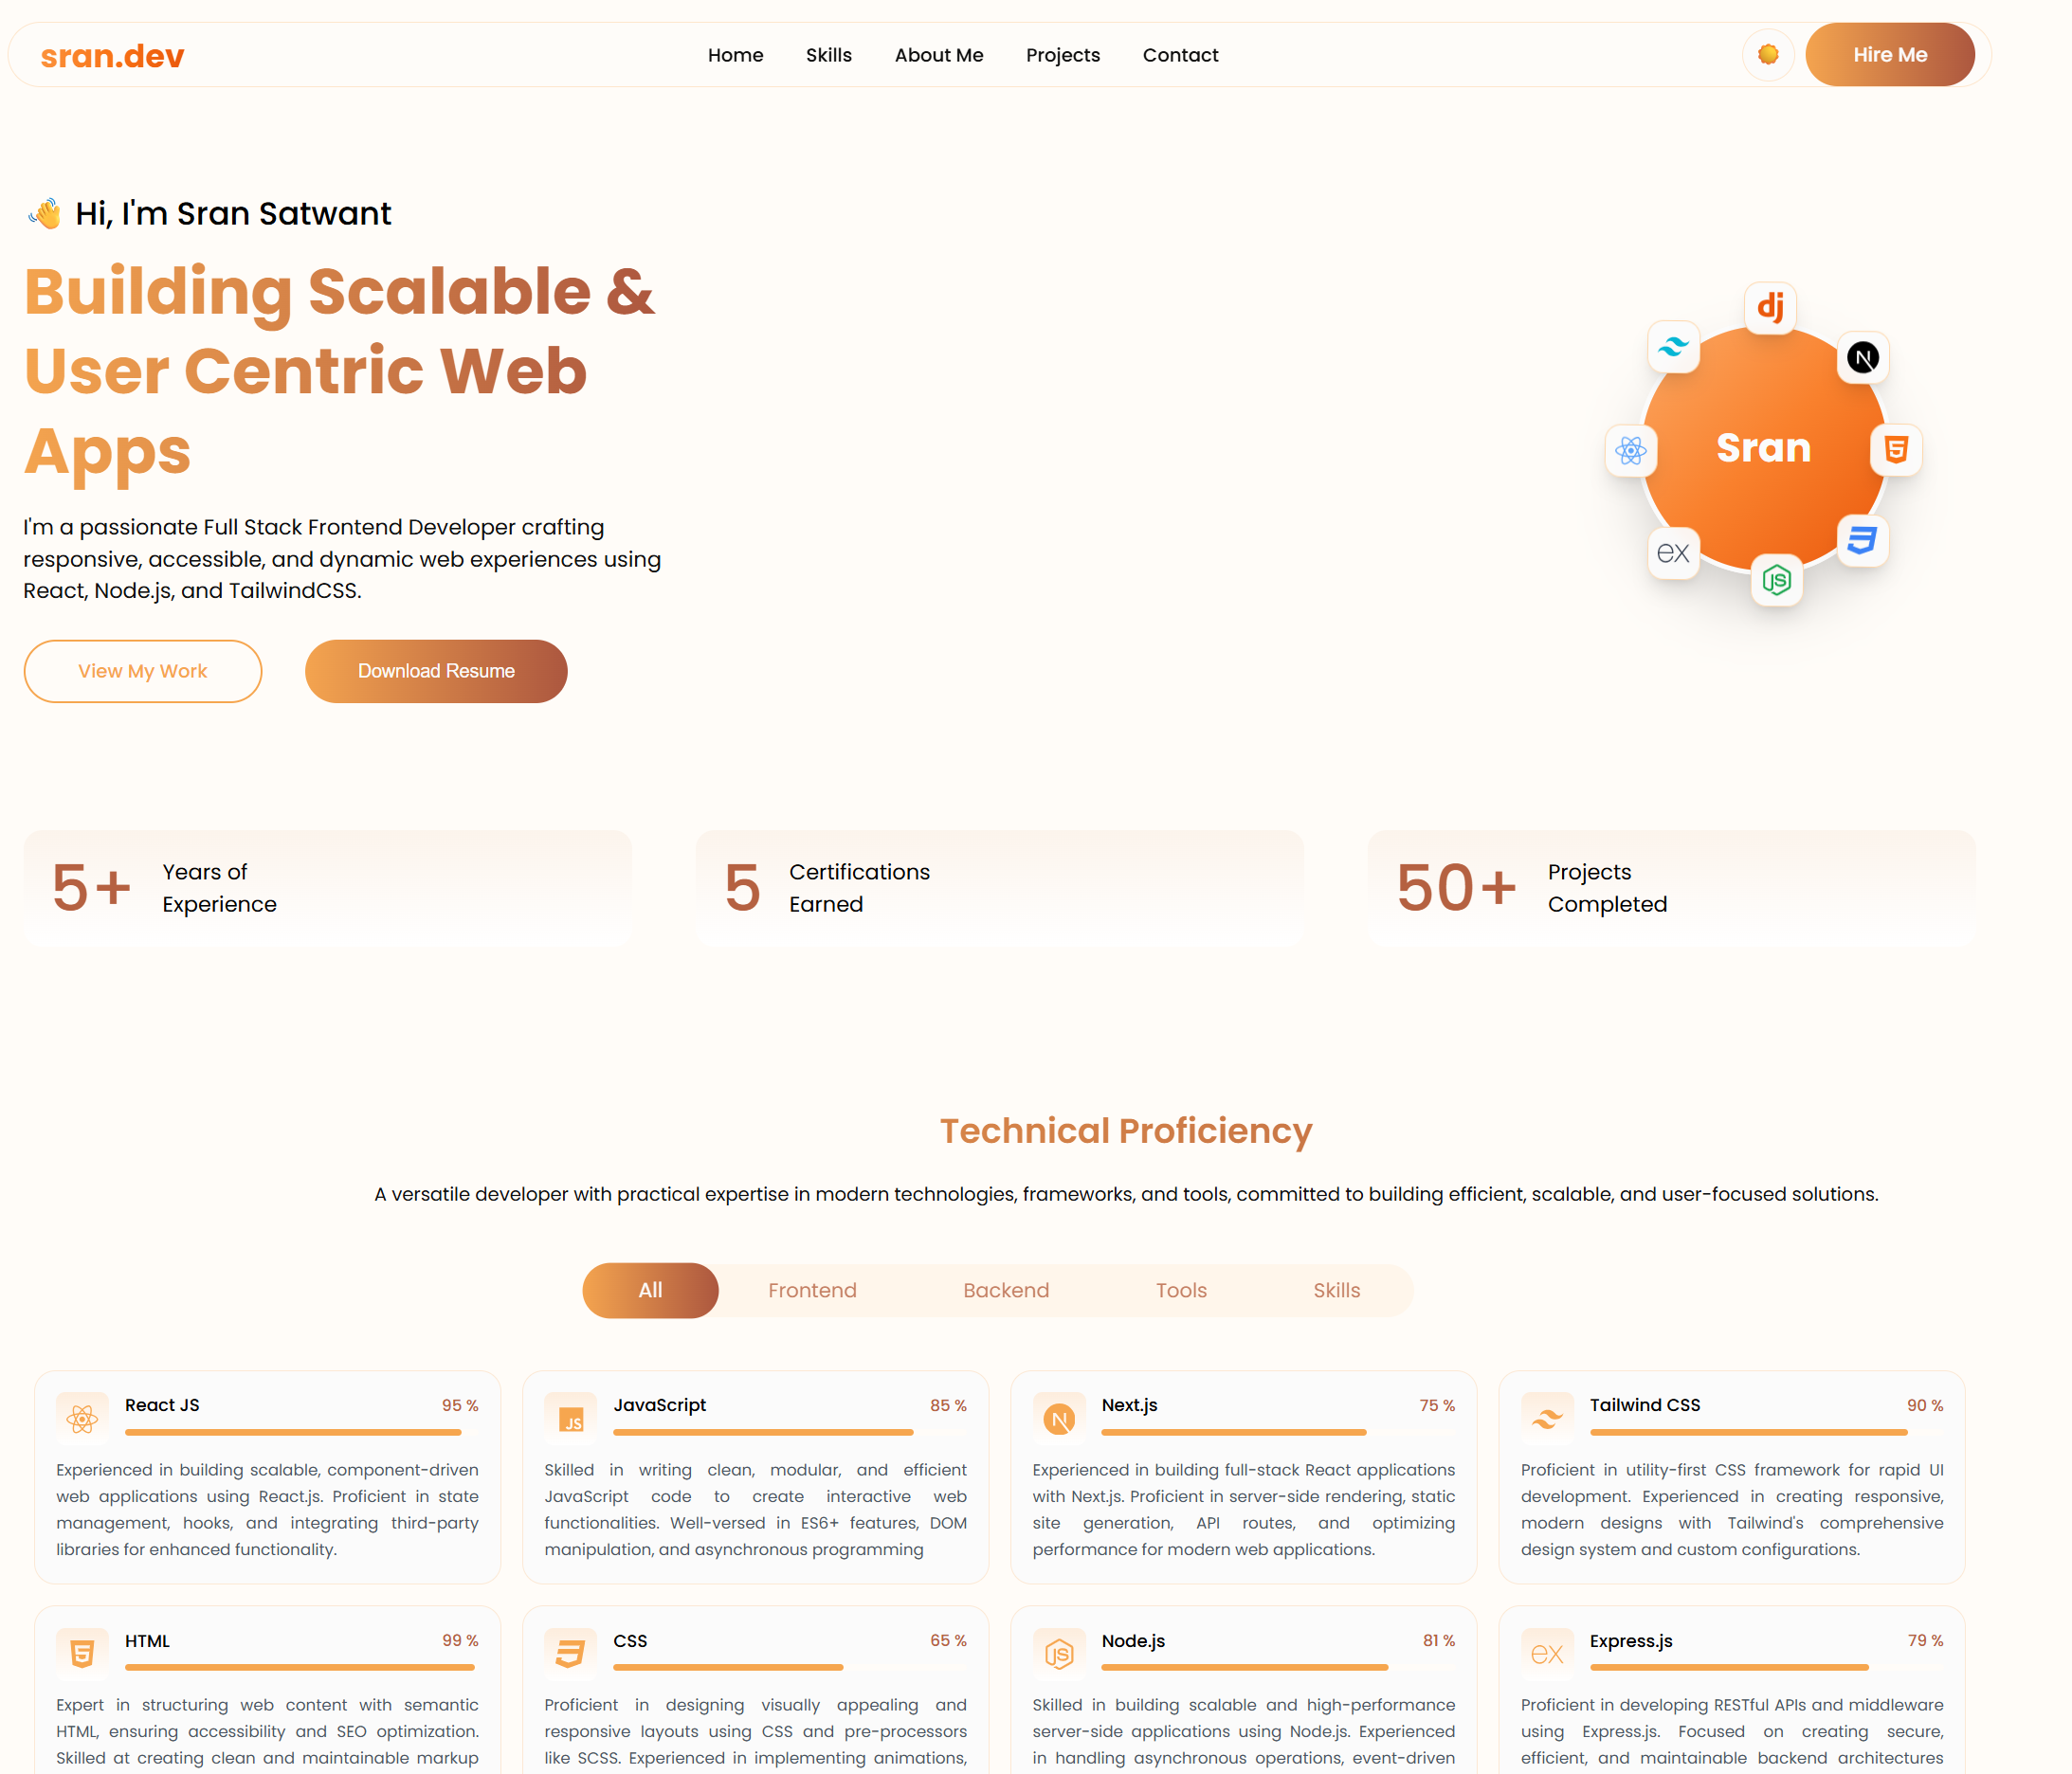 sran.dev
Home
Skills
About Me
Projects
Contact
Hire Me
👋 Hi, I'm Sran Satwant
Building Scalable &
User Centric Web
Apps
I'm a passionate Full Stack Frontend Developer crafting
responsive, accessible, and dynamic web experiences using
React, Node.js, and TailwindCSS.
View My Work
Download Resume
dj
N
5
JS
ex
Sran
5+
Years of
Experience
5
Certifications
Earned
50+
Projects
Completed
Technical Proficiency
A versatile developer with practical expertise in modern technologies, frameworks, and tools, committed to building efficient, scalable, and user-focused solutions.
All
Frontend
Backend
Tools
Skills
React JS
95 %
Experienced in building scalable, component-driven
web applications using React.js. Proficient in state
management, hooks, and integrating third-party
libraries for enhanced functionality.
JS
JavaScript
85 %
Skilled in writing clean, modular, and efficient
JavaScript code to create interactive web
functionalities. Well-versed in ES6+ features, DOM
manipulation, and asynchronous programming
N
Next.js
75 %
Experienced in building full-stack React applications
with Next.js. Proficient in server-side rendering, static
site generation, API routes, and optimizing
performance for modern web applications.
Tailwind CSS
90 %
Proficient in utility-first CSS framework for rapid UI
development. Experienced in creating responsive,
modern designs with Tailwind's comprehensive
design system and custom configurations.
5
HTML
99 %
Expert in structuring web content with semantic
HTML, ensuring accessibility and SEO optimization.
Skilled at creating clean and maintainable markup
CSS
65 %
Proficient in designing visually appealing and
responsive layouts using CSS and pre-processors
like SCSS. Experienced in implementing animations,
JS
Node.js
81 %
Skilled in building scalable and high-performance
server-side applications using Node.js. Experienced
in handling asynchronous operations, event-driven
ex
Express.js
79 %
Proficient in developing RESTful APIs and middleware
using Express.js. Focused on creating secure,
efficient, and maintainable backend architectures